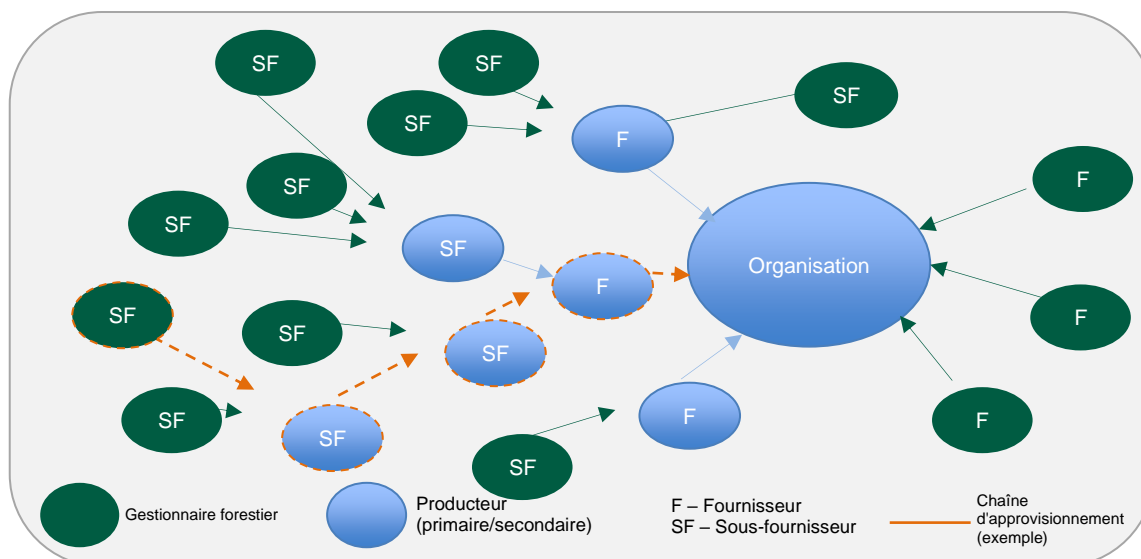 SF
SF
SF
SF
F
SF
F
SF
SF
Organisation
SF
F
SF
SF
F
SF
SF
F
F
SF
SF
Gestionnaire forestier
Producteur
(primaire/secondaire)
F – Fournisseur
SF – Sous-fournisseur
Chaîne
d'approvisionnement
(exemple)